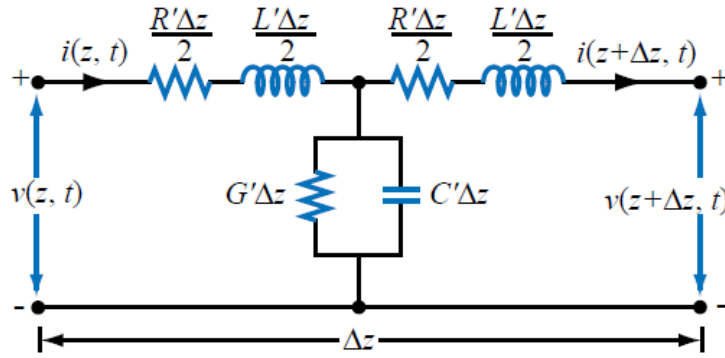 i(z, t) R′Δz/2 L′Δz/2 R′Δz/2 L′Δz/2 i(z+Δz, t)
+ +
v(z, t) G′Δz C′Δz v(z+Δz, t)
- -
Δz